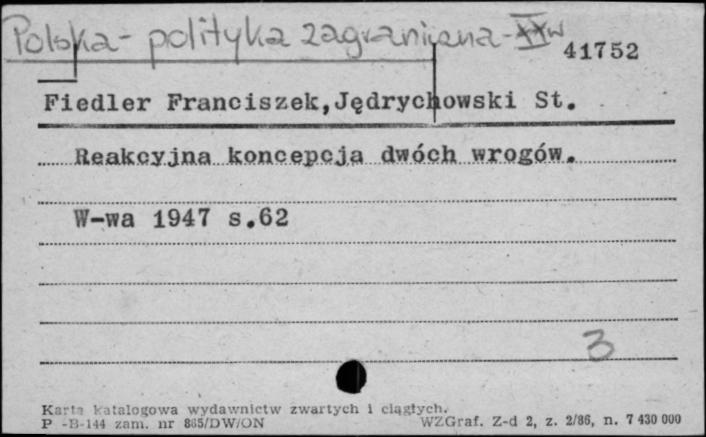 Polska - polityka zagraniczna - XX w
41752
Fiedler Franciszek, Jędrychowski St.
Reakcyjna koncepcja dwóch wrogów.
W-wa 1947 s.62
3
Karta katalogowa wydawnictw zwartych i ciągłych.
P -B-144 zam. nr 865/DW/ON WZGraf. Z-d 2, z. 2/86, n. 7 430 000